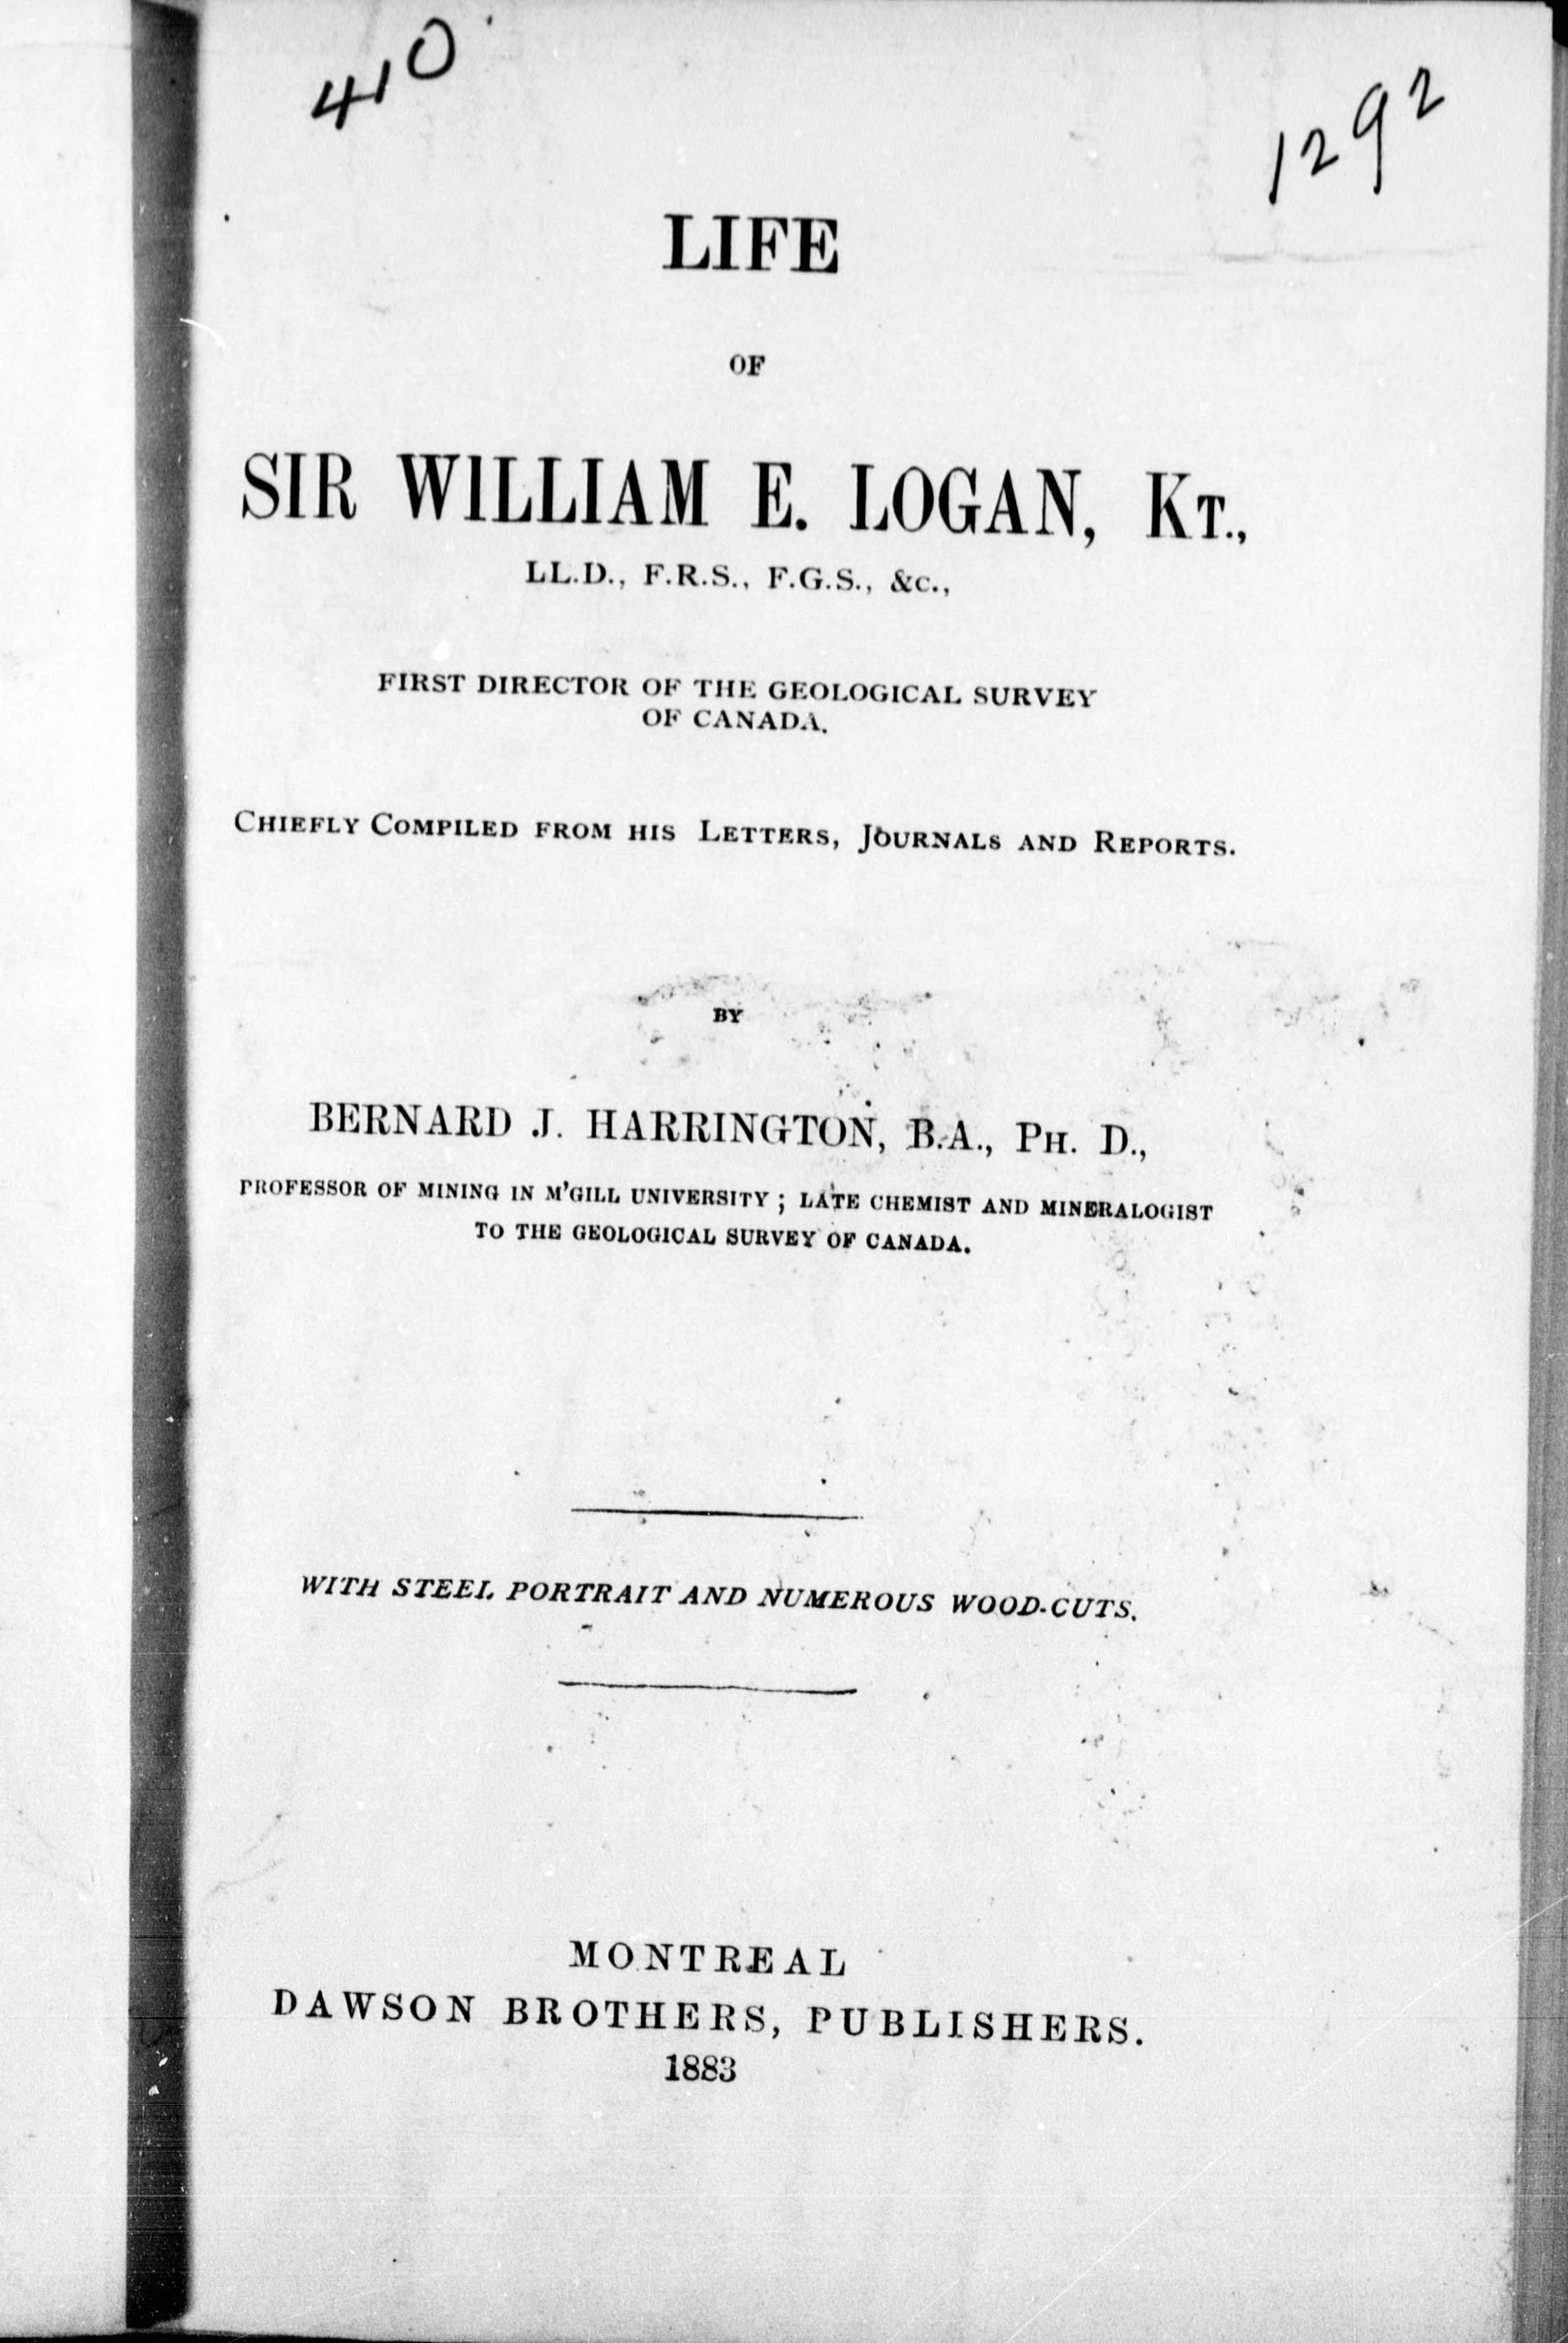 410
1292
LIFE
OF
SIR WILLIAM E. LOGAN, KT.,
LL.D., F.R.S., F.G.S., &c.,
FIRST DIRECTOR OF THE GEOLOGICAL SURVEY
OF CANADA.
CHIEFLY COMPILED FROM HIS LETTERS, JOURNALS AND REPORTS.
BY
BERNARD J. HARRINGTON, B.A., PH. D.,
PROFESSOR OF MINING IN M'GILL UNIVERSITY ; LATE CHEMIST AND MINERALOGIST
TO THE GEOLOGICAL SURVEY OF CANADA.
WITH STEEL PORTRAIT AND NUMEROUS WOOD-CUTS.
MONTREAL
DAWSON BROTHERS, PUBLISHERS.
1883